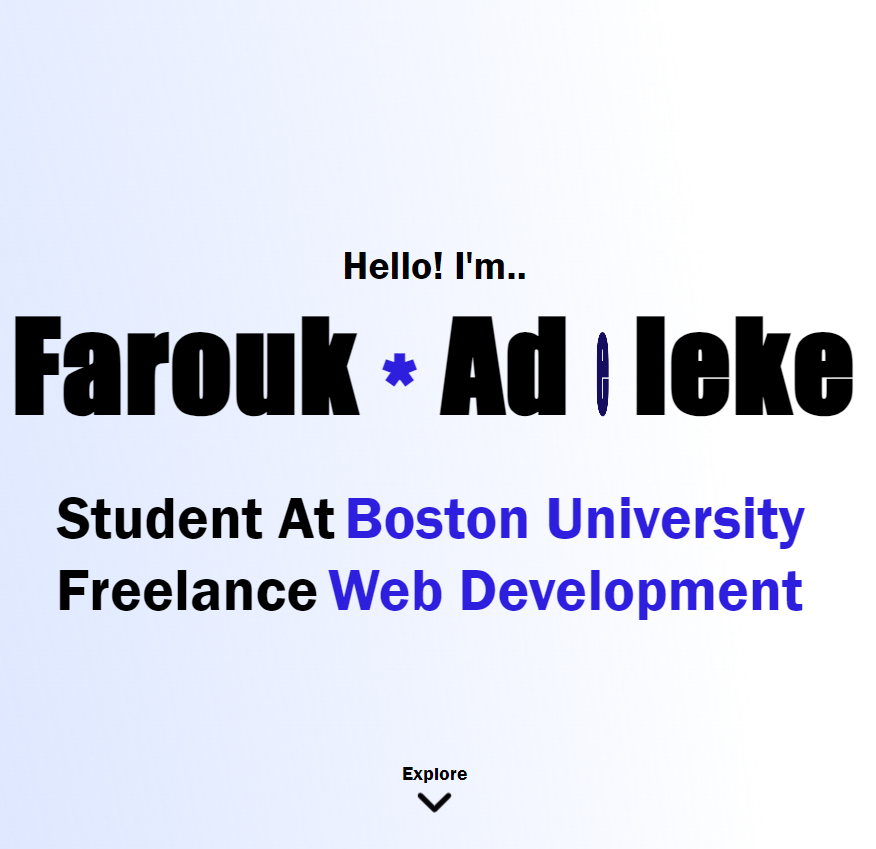 Hello! I'm..
Farouk * Adeleke
Student At Boston University
Freelance Web Development
Explore